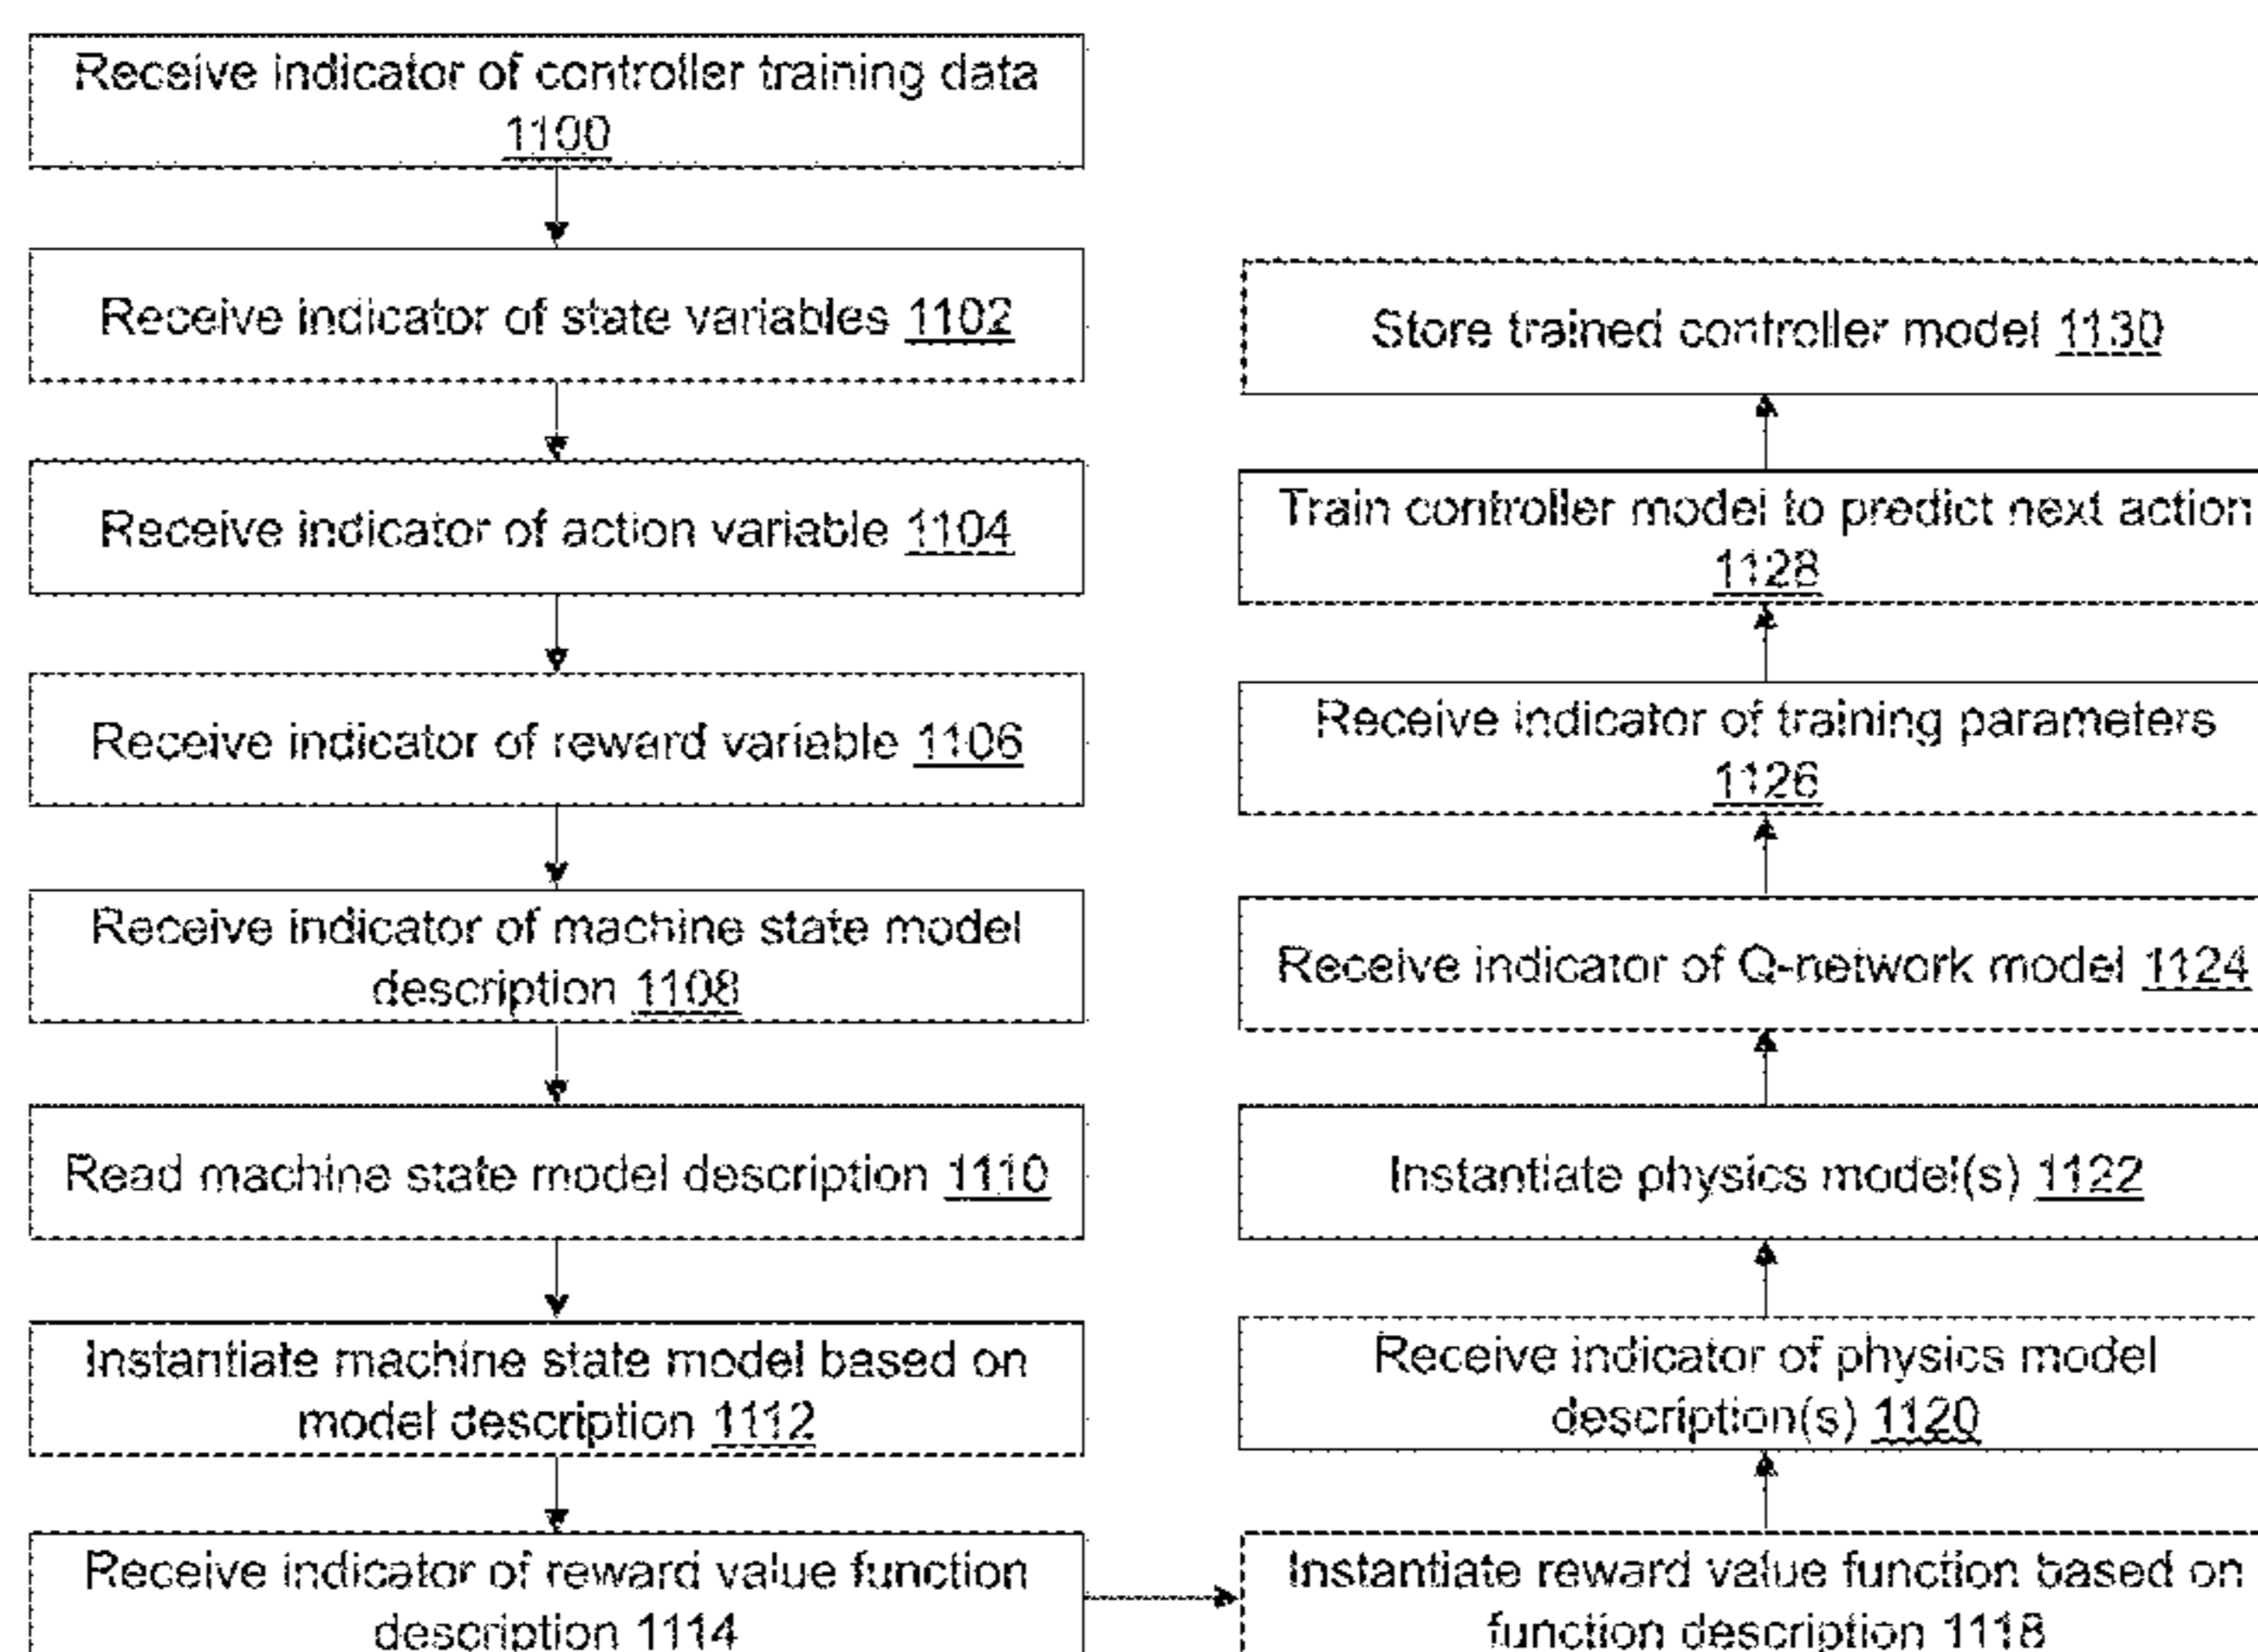 Receive indicator of controller training data
1100
Receive indicator of state variables 1102
Receive indicator of action variable 1104
Receive indicator of reward variable 1106
Receive indicator of machine state model
description 1108
Read machine state model description 1110
Instantiate machine state model based on
model description 1112
Receive indicator of reward value function
description 1114
Instantiate reward value function based on
function description 1118
Receive indicator of physics model
description(s) 1120
Instantiate physics model(s) 1122
Receive indicator of Q-network model 1124
Receive indicator of training parameters
1126
Train controller model to predict next action
1128
Store trained controller model 1130